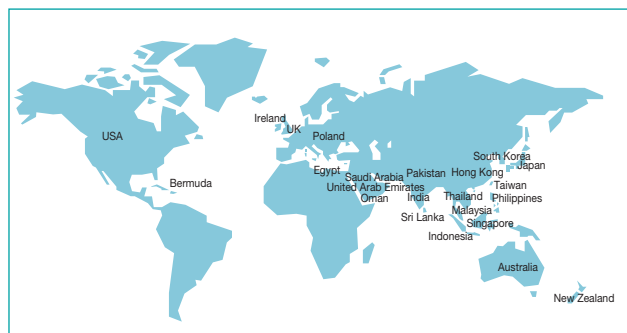 Ireland
UK
USA
Poland
South Korea
Japan
Egypt
Saudi Arabia
Pakistan
Hong Kong
Bermuda
United Arab Emirates
Taiwan
Oman
India
Thailand
Philippines
Sri Lanka
Malaysia
Singapore
Indonesia
Australia
New Zealand